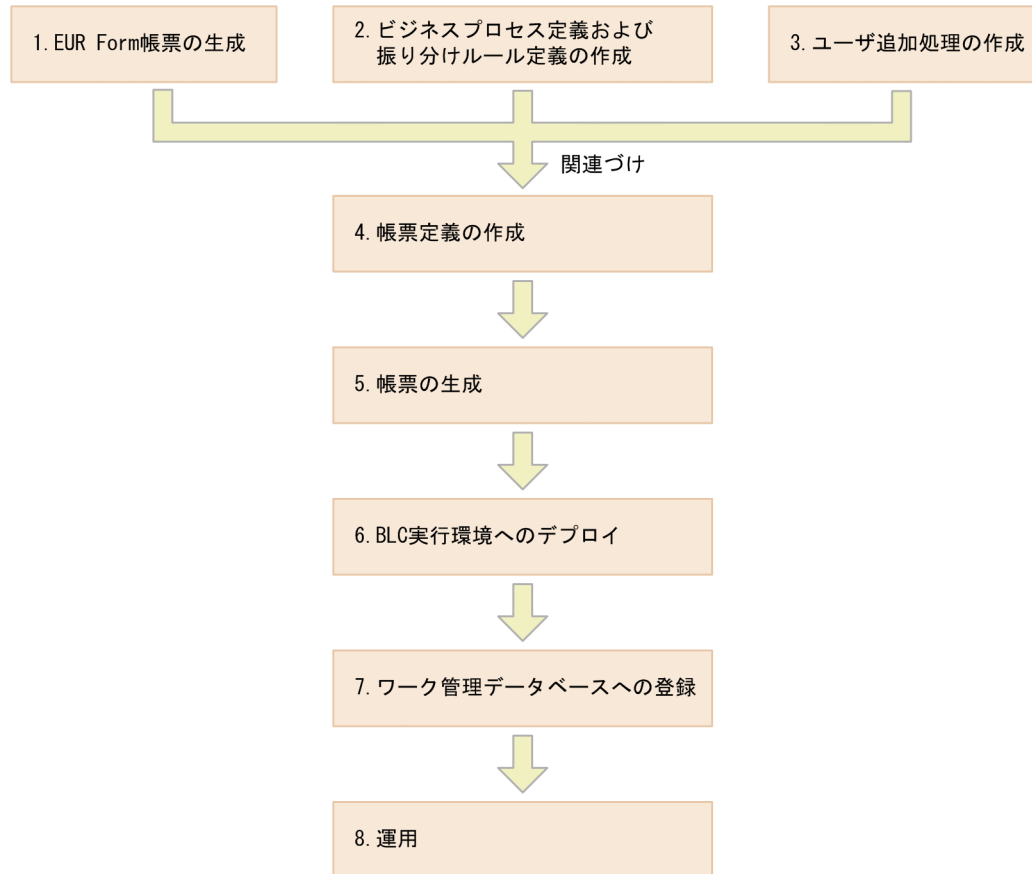 1. EUR Form帳票の生成
2. ビジネスプロセス定義および
振り分けルール定義の作成
3. ユーザ追加処理の作成
関連づけ
4. 帳票定義の作成
5. 帳票の生成
6. BLC実行環境へのデプロイ
7. ワーク管理データベースへの登録
8. 運用